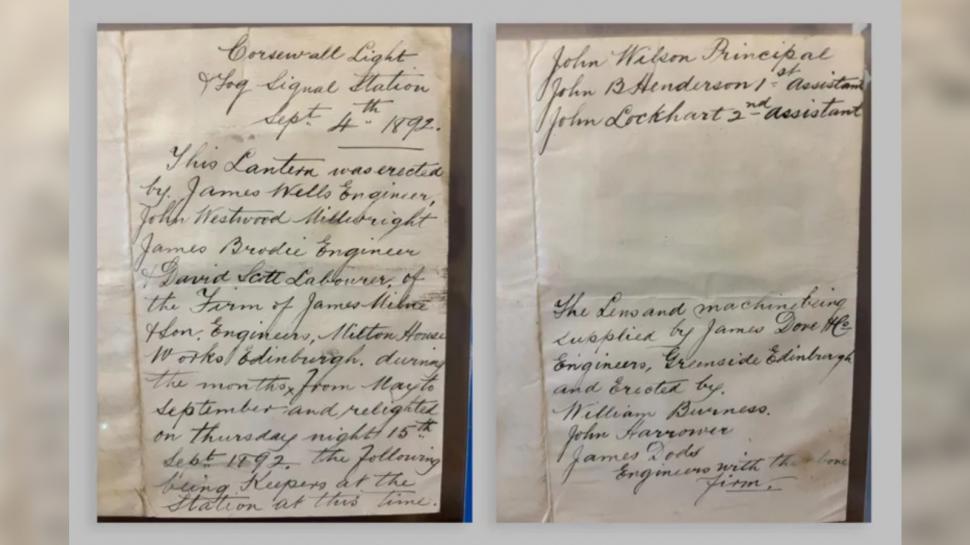 Corsewall Light
& Fog Signal Station
Sept 4th 1892.
This Lantern was erected
by James Wells Engineer,
John Westwood Millwright
James Brodie Engineer
& David Scott Labourer, of
the Firm of James Milne
& Son, Engineers, Milton House
Works Edinburgh. during
the months from May to
September and relighted
on thursday night 15th
Sept 1892. the following
being Keepers at the
Station at this time.
John Wilson Principal
John B Henderson 1st assistant
John Lockhart 2nd assistant
The Lens and machine being
supplied by James Dove & Co
Engineers, Greenside Edinburgh
and Erected by.
William Burness.
John Harrower
James Dods
Engineers with the above
firm.